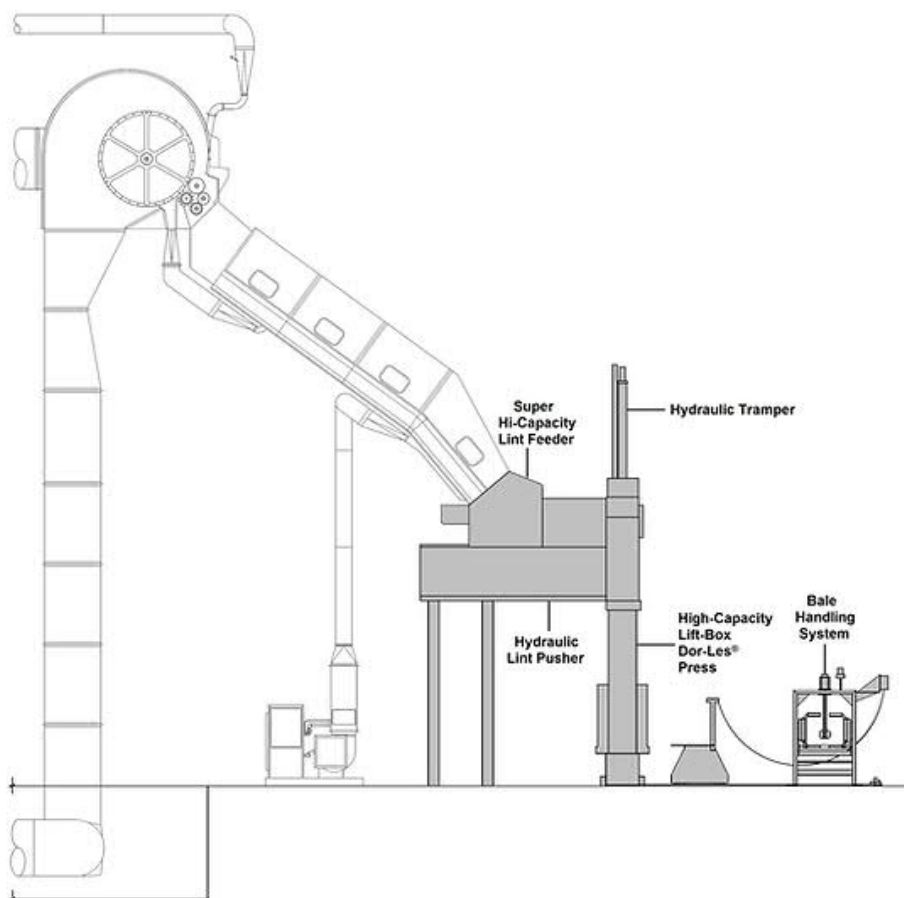 Super
Hi-Capacity
Lint Feeder
Hydraulic Tramper
Hydraulic
Lint Pusher
High-Capacity
Lift-Box
Dor-Les®
Press
Bale
Handling
System